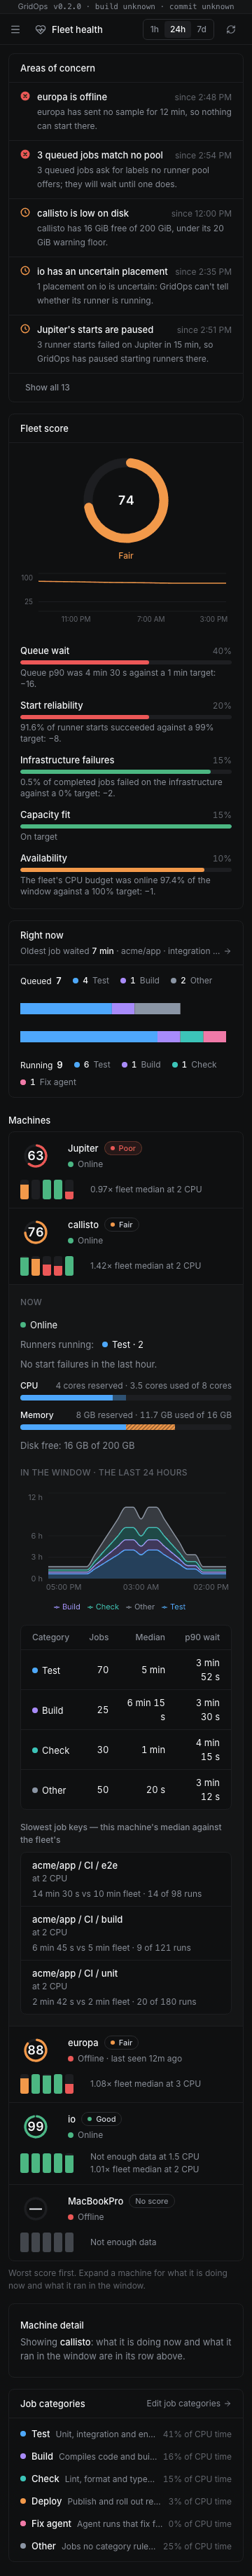 GridOps v0.2.0 · build unknown · commit unknown
Fleet health
1h 24h 7d
Areas of concern
europa is offline since 2:48 PM
europa has sent no sample for 12 min, so nothing
can start there.
3 queued jobs match no pool since 2:54 PM
3 queued jobs ask for labels no runner pool
offers; they will wait until one does.
callisto is low on disk since 12:00 PM
callisto has 16 GiB free of 200 GiB, under its 20
GiB warning floor.
io has an uncertain placement since 2:35 PM
1 placement on io is uncertain: GridOps can't tell
whether its runner is running.
Jupiter's starts are paused since 2:51 PM
3 runner starts failed on Jupiter in 15 min, so
GridOps has paused starting runners there.
Show all 13
Fleet score
74
Fair
100
25
11:00 PM 7:00 AM 3:00 PM
Queue wait 40%
Queue p90 was 4 min 30 s against a 1 min target:
−16.
Start reliability 20%
91.6% of runner starts succeeded against a 99%
target: −8.
Infrastructure failures 15%
0.5% of completed jobs failed on the infrastructure
against a 0% target: −2.
Capacity fit 15%
On target
Availability 10%
The fleet's CPU budget was online 97.4% of the
window against a 100% target: −1.
Right now
Oldest job waited 7 min · acme/app · integration ... →
Queued 7 4 Test 1 Build 2 Other
Running 9 6 Test 1 Build 1 Check
1 Fix agent
Machines
63 Jupiter Poor
Online
0.97× fleet median at 2 CPU
76 callisto Fair
Online
1.42× fleet median at 2 CPU
NOW
Online
Runners running: Test · 2
No start failures in the last hour.
CPU 4 cores reserved · 3.5 cores used of 8 cores
Memory 8 GB reserved · 11.7 GB used of 16 GB
Disk free: 16 GB of 200 GB
IN THE WINDOW · THE LAST 24 HOURS
12 h
6 h
3 h
0 h
05:00 PM 03:00 AM 02:00 PM
Build Check Other Test
Category Jobs Median p90 wait
Test 70 5 min 3 min
52 s
Build 25 6 min 15 3 min
s 30 s
Check 30 1 min 4 min
15 s
Other 50 20 s 3 min
12 s
Slowest job keys — this machine's median against
the fleet's
acme/app / CI / e2e
at 2 CPU
14 min 30 s vs 10 min fleet · 14 of 98 runs
acme/app / CI / build
at 2 CPU
6 min 45 s vs 5 min fleet · 9 of 121 runs
acme/app / CI / unit
at 2 CPU
2 min 42 s vs 2 min fleet · 20 of 180 runs
88 europa Fair
Offline · last seen 12m ago
1.08× fleet median at 3 CPU
99 io Good
Online
Not enough data at 1.5 CPU
1.01× fleet median at 2 CPU
— MacBookPro No score
Offline
Not enough data
Worst score first. Expand a machine for what it is doing
now and what it ran in the window.
Machine detail
Showing callisto: what it is doing now and what it
ran in the window are in its row above.
Job categories Edit job categories →
Test Unit, integration and en... 41% of CPU time
Build Compiles code and bui... 16% of CPU time
Check Lint, format and type... 15% of CPU time
Deploy Publish and roll out re... 3% of CPU time
Fix agent Agent runs that fix f... 0% of CPU time
Other Jobs no category rule... 25% of CPU time